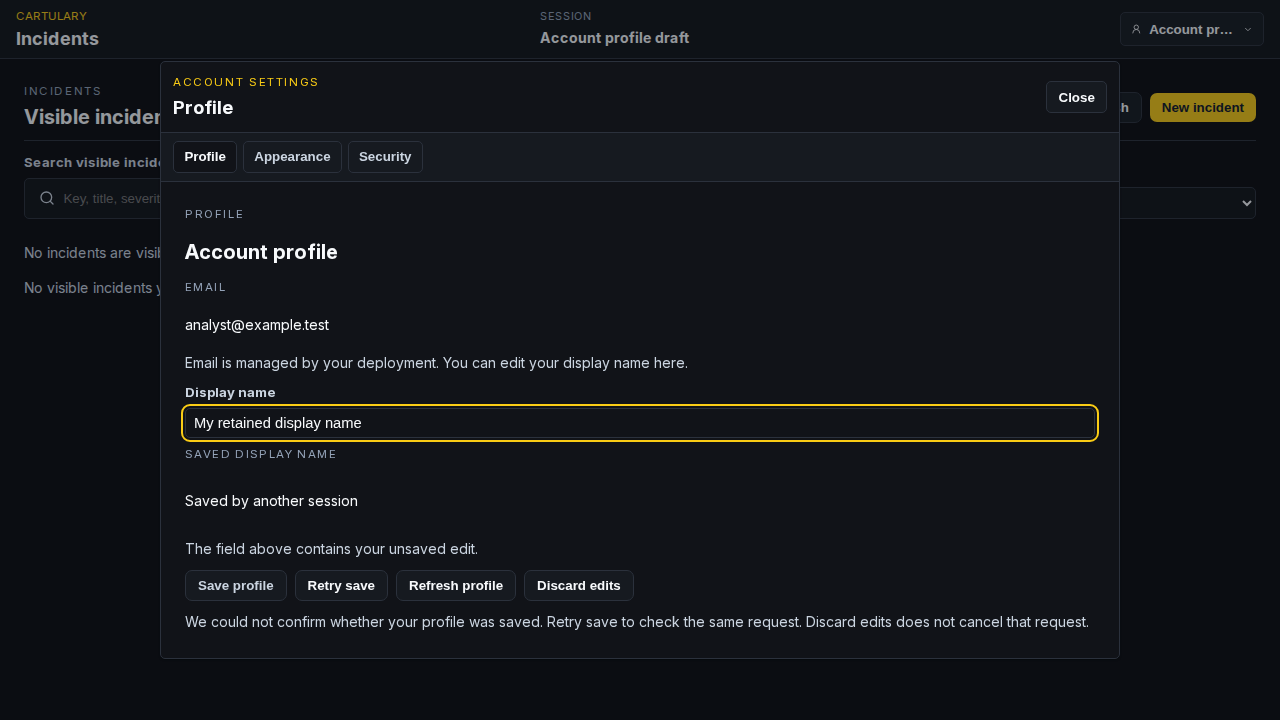 CARTULARY
Incidents
SESSION
Account profile draft
Account pr...
INCIDENTS
Visible inciden
h
New incident
Search visible incide
Key, title, severit
No incidents are visib
No visible incidents y
ACCOUNT SETTINGS
Profile
Close
Profile
Appearance
Security
PROFILE
Account profile
EMAIL
analyst@example.test
Email is managed by your deployment. You can edit your display name here.
Display name
My retained display name
SAVED DISPLAY NAME
Saved by another session
The field above contains your unsaved edit.
Save profile
Retry save
Refresh profile
Discard edits
We could not confirm whether your profile was saved. Retry save to check the same request. Discard edits does not cancel that request.